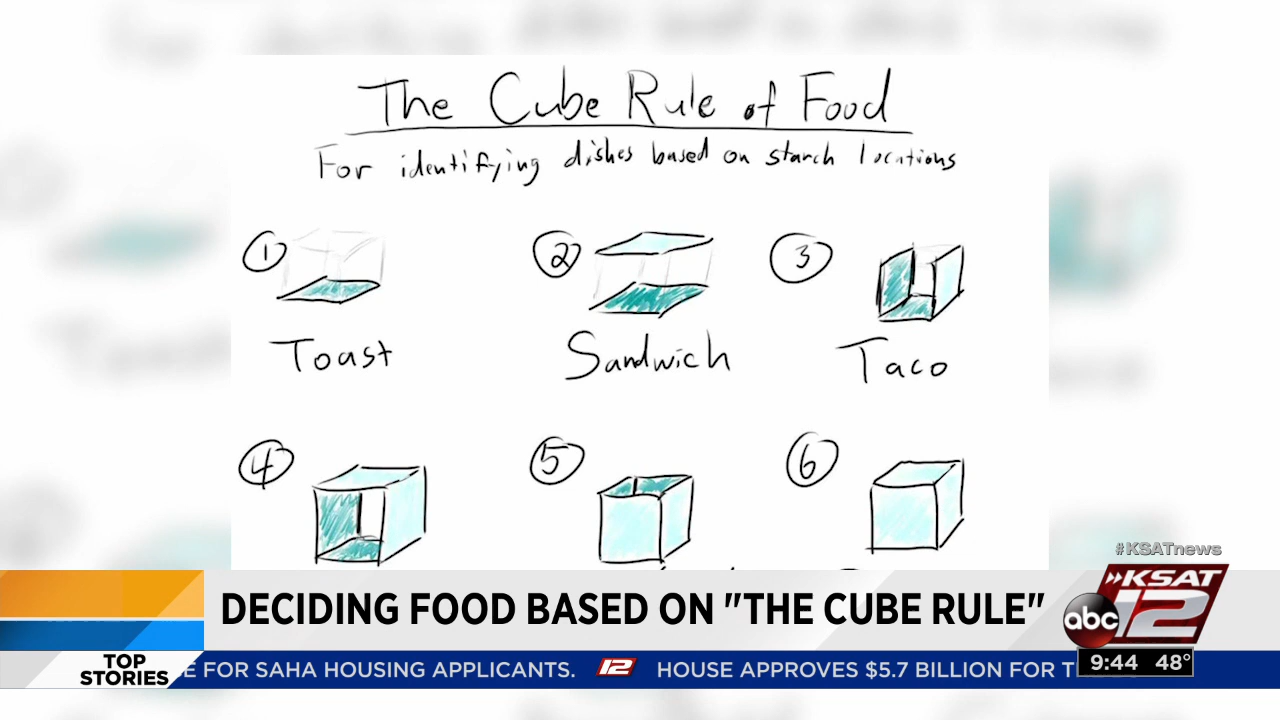 The Cube Rule of Food
For identifying dishes based on starch locations
1
2
3
Toast
Sandwich
Taco
4
5
6
#KSATnews
DECIDING FOOD BASED ON "THE CUBE RULE"
KSAT
abc 12
TOP STORIES
E FOR SAHA HOUSING APPLICANTS. 12 HOUSE APPROVES $5.7 BILLION FOR T
9:44 48°